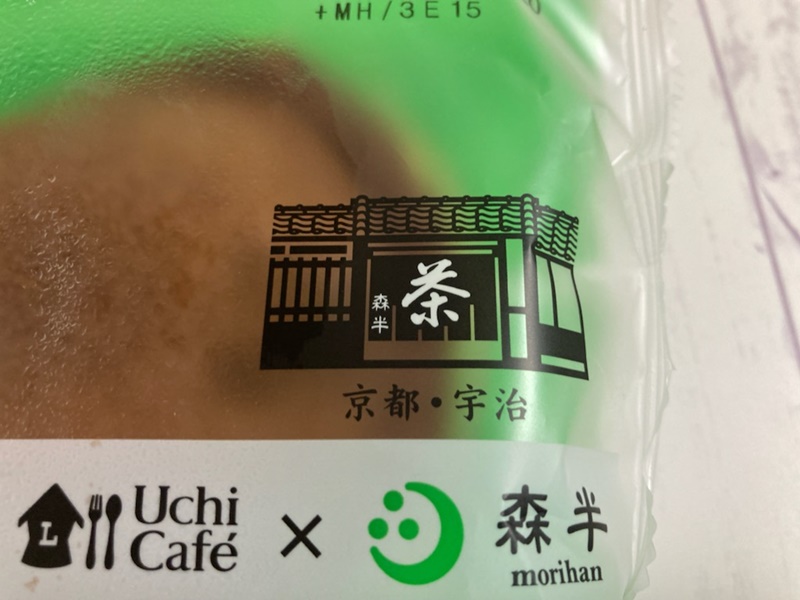 +MH/3E15
茶
森半
京都・宇治
L
Uchi
Café
×
森半
morihan